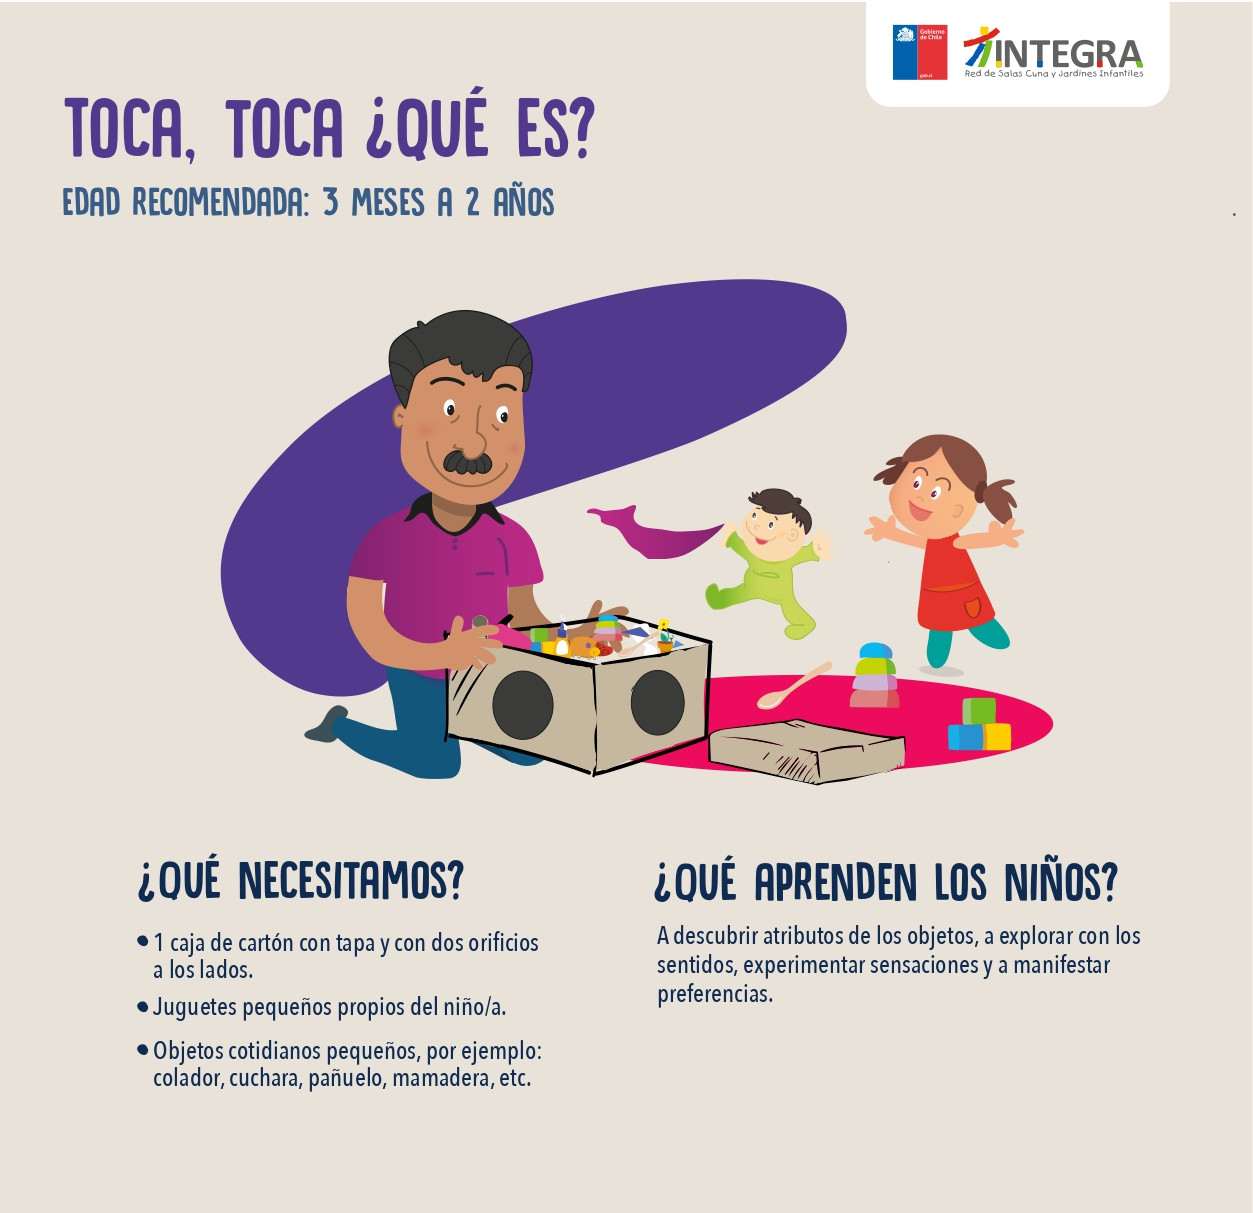 Gobierno
de Chile
gob.cl
INTEGRA
Red de Salas Cuna y Jardines Infantiles
TOCA, TOCA ¿QUÉ ES?
EDAD RECOMENDADA: 3 MESES A 2 AÑOS
¿QUÉ NECESITAMOS?
• 1 caja de cartón con tapa y con dos orificios
a los lados.
• Juguetes pequeños propios del niño/a.
• Objetos cotidianos pequeños, por ejemplo:
colador, cuchara, pañuelo, mamadera, etc.
¿QUÉ APRENDEN LOS NIÑOS?
A descubrir atributos de los objetos, a explorar con los
sentidos, experimentar sensaciones y a manifestar
preferencias.